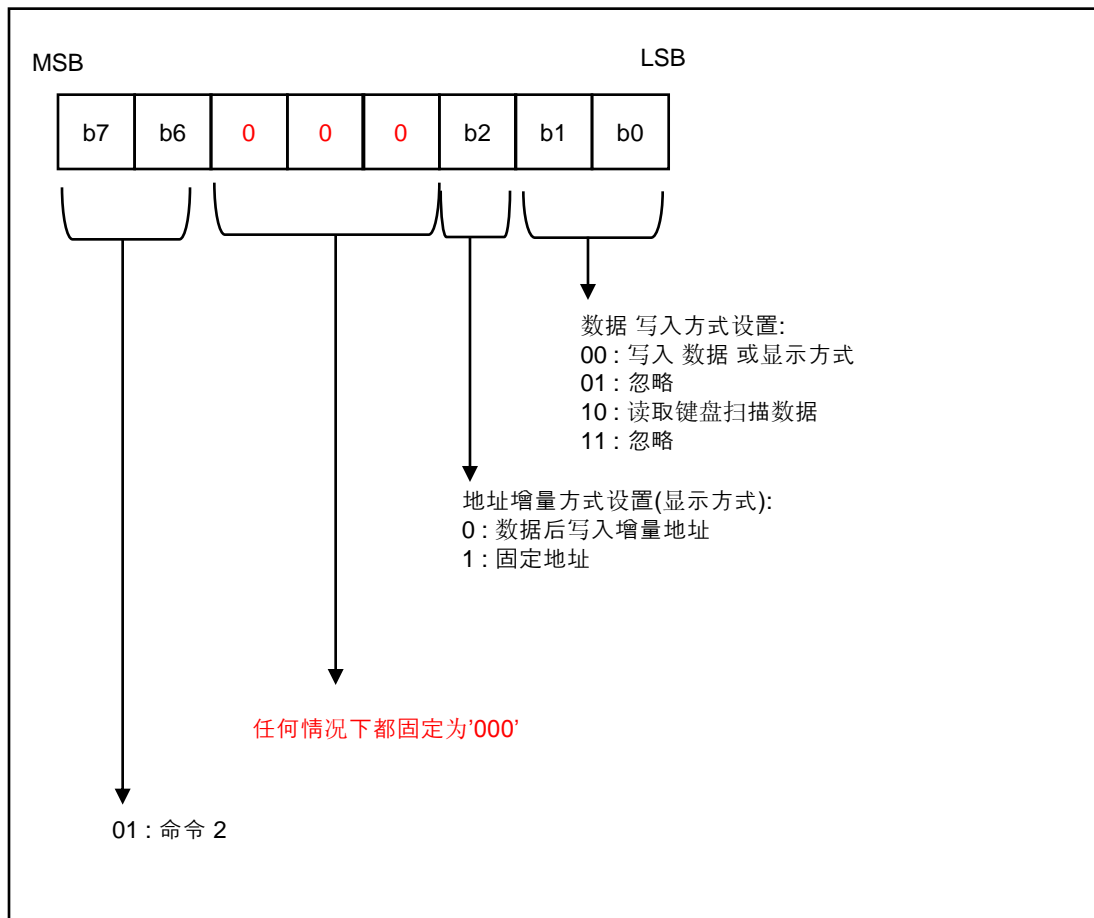 MSB
LSB
b7 b6 0 0 0 b2 b1 b0
数据 写入方式设置:
00 : 写入 数据 或显示方式
01 : 忽略
10 : 读取键盘扫描数据
11 : 忽略
地址增量方式设置(显示方式):
0 : 数据后写入增量地址
1 : 固定地址
任何情况下都固定为’000’
01 : 命令 2